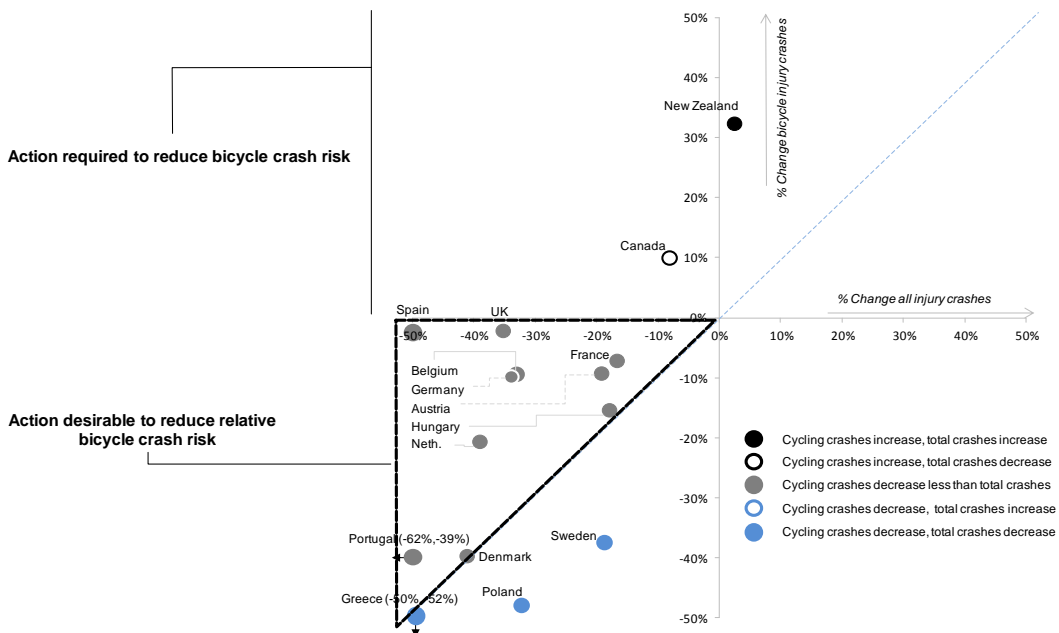 50%
40%
New Zealand
30%
% Change bicycle injury crashes
Action required to reduce bicycle crash risk
20%
Canada
10%
% Change all injury crashes
Spain
UK
0%
-50%
-40%
-30%
-20%
-10%
0%
10%
20%
30%
40%
50%
France
Belgium
-10%
Germany
Austria
Action desirable to reduce relative
bicycle crash risk
Hungary
Neth.
-20%
Cycling crashes increase, total crashes increase
Cycling crashes increase, total crashes decrease
Cycling crashes decrease less than total crashes
Cycling crashes decrease, total crashes increase
Cycling crashes decrease, total crashes decrease
-30%
Sweden
Portugal (-62%,-39%)
Denmark
-40%
Poland
Greece (-50%, -52%)
-50%